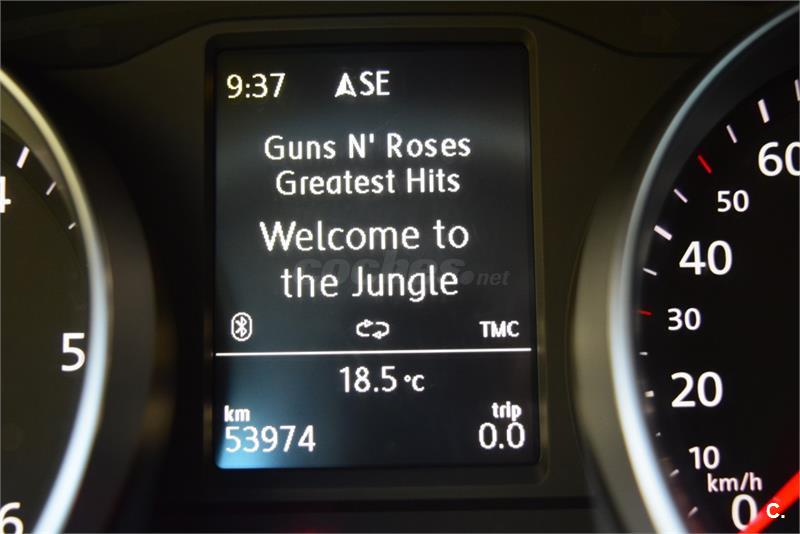 9:37 SE
Guns N' Roses
Greatest Hits
Welcome to
the Jungle
coches.net
TMC
18.5°C
km trip
53974 0.0
4
5
6
60
50
40
30
20
10
km/h
0
C.